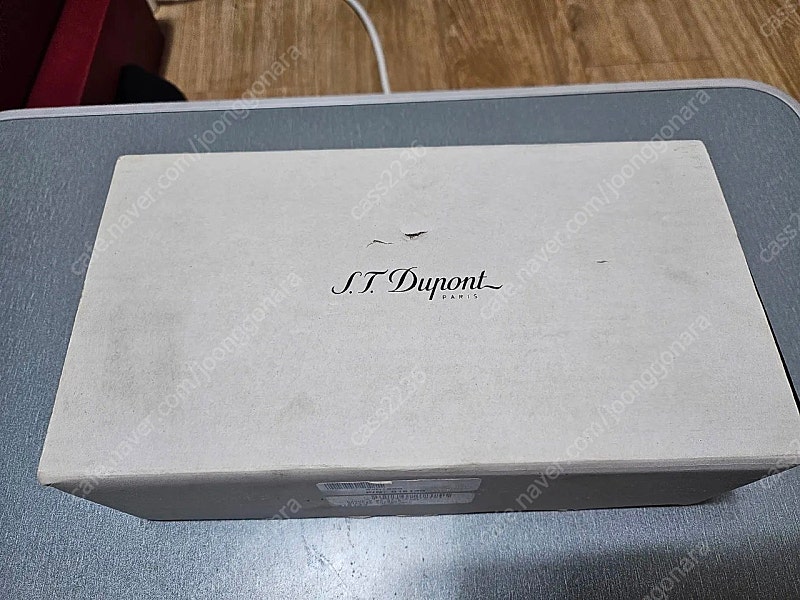 S.T. Dupont
PARIS
cafe.naver.com/joonggonara
cass2236